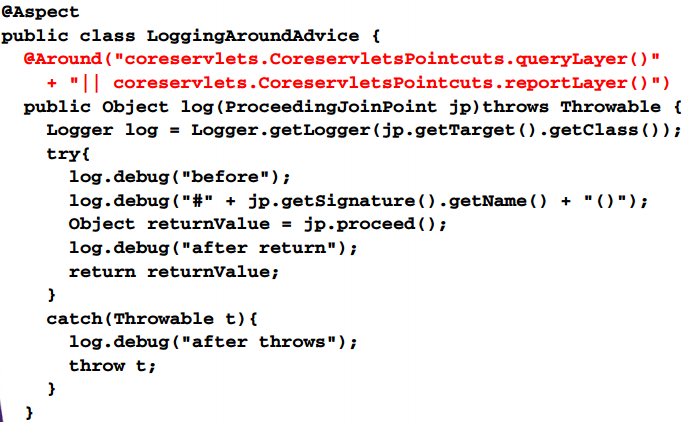 @Aspect
public class LoggingAroundAdvice {
  @Around("coreservlets.CoreservletsPointcuts.queryLayer()"
    + "|| coreservlets.CoreservletsPointcuts.reportLayer()")
  public Object log(ProceedingJoinPoint jp)throws Throwable {
    Logger log = Logger.getLogger(jp.getTarget().getClass());
    try{
      log.debug("before");
      log.debug("#" + jp.getSignature().getName() + "()");
      Object returnValue = jp.proceed();
      log.debug("after return");
      return returnValue;
    }
    catch(Throwable t){
      log.debug("after throws");
      throw t;
    }
  }